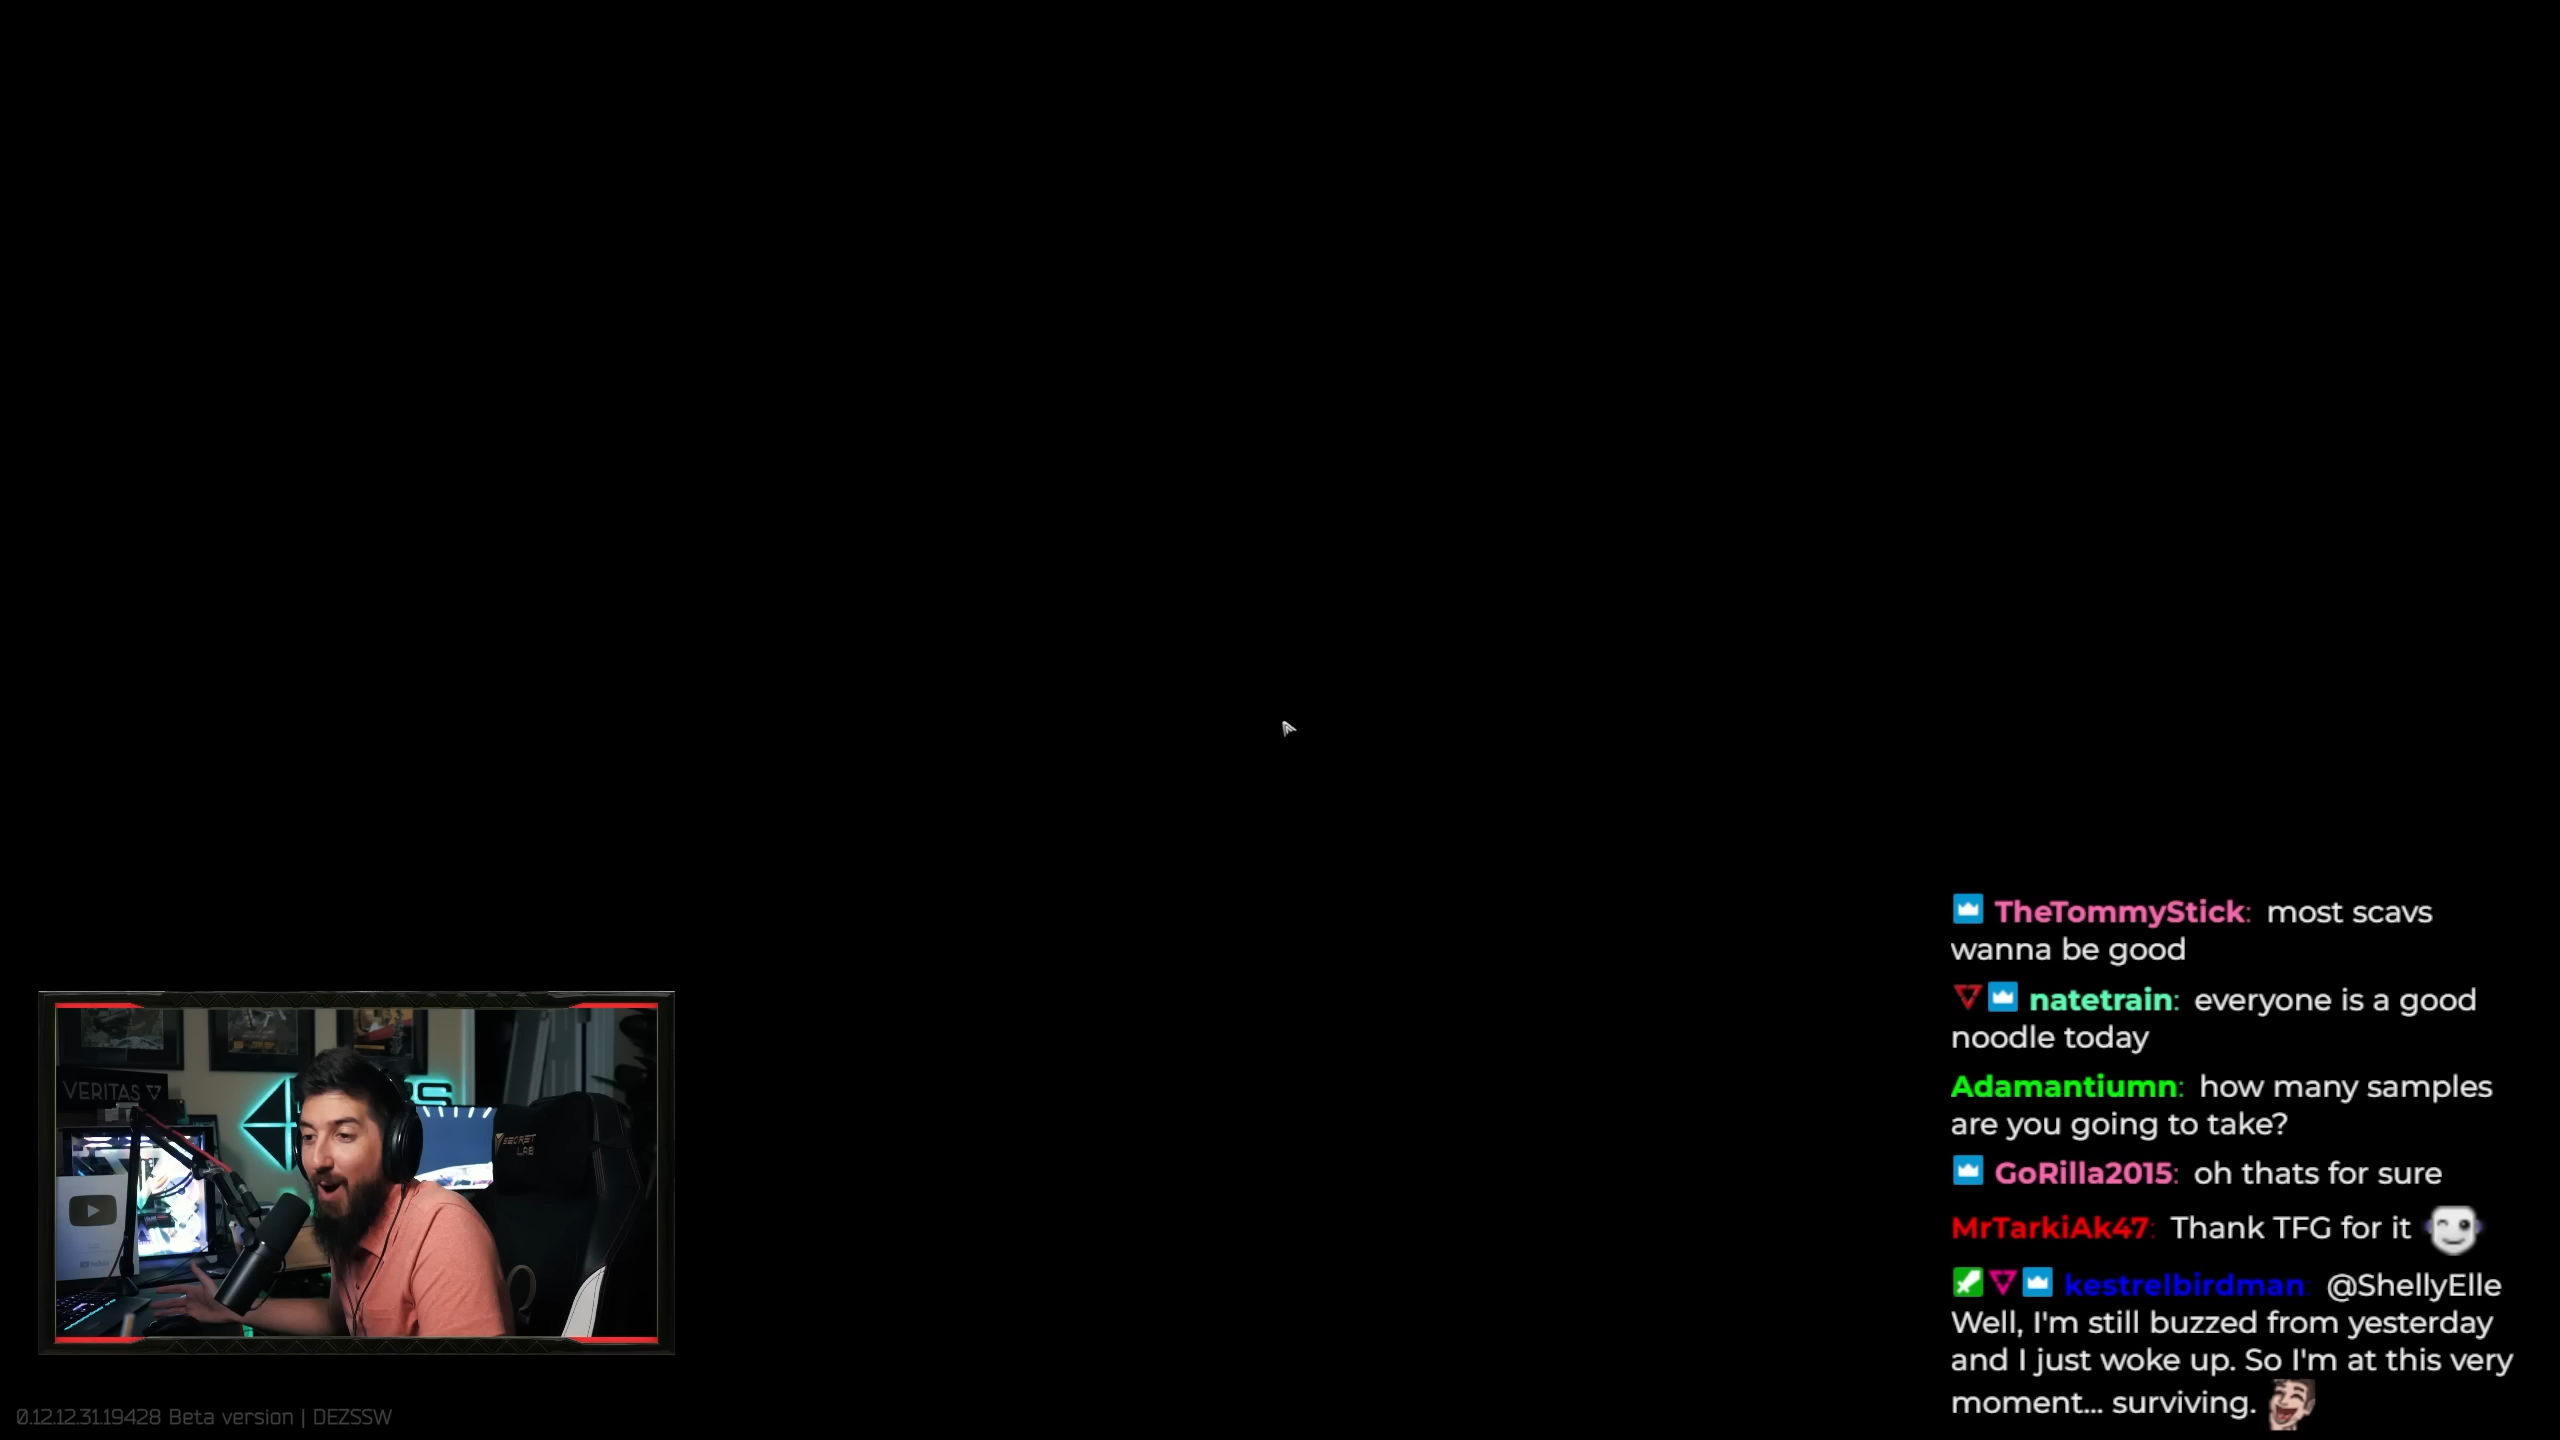 TheTommyStick: most scavs
wanna be good
natetrain: everyone is a good
noodle today
Adamantiumn: how many samples
are you going to take?
GoRilla2015: oh thats for sure
MrTarkiAk47: Thank TFG for it
kestrelbirdman: @ShellyElle
Well, I'm still buzzed from yesterday
and I just woke up. So I'm at this very
moment... surviving.
VERITAS
SECRET
LAB
0.12.12.31.19428 Beta version | DEZSSW